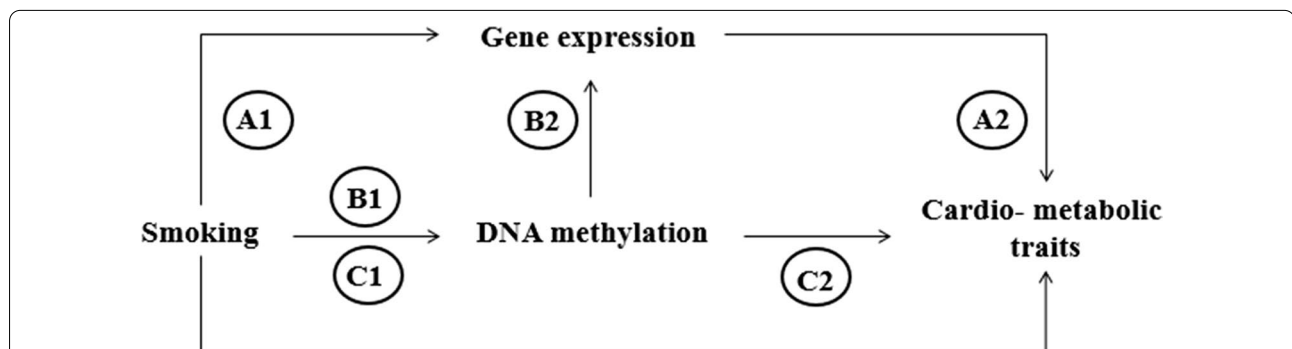 Gene expression
A1
B2
A2
B1
Smoking
DNA methylation
Cardio- metabolic
traits
C1
C2